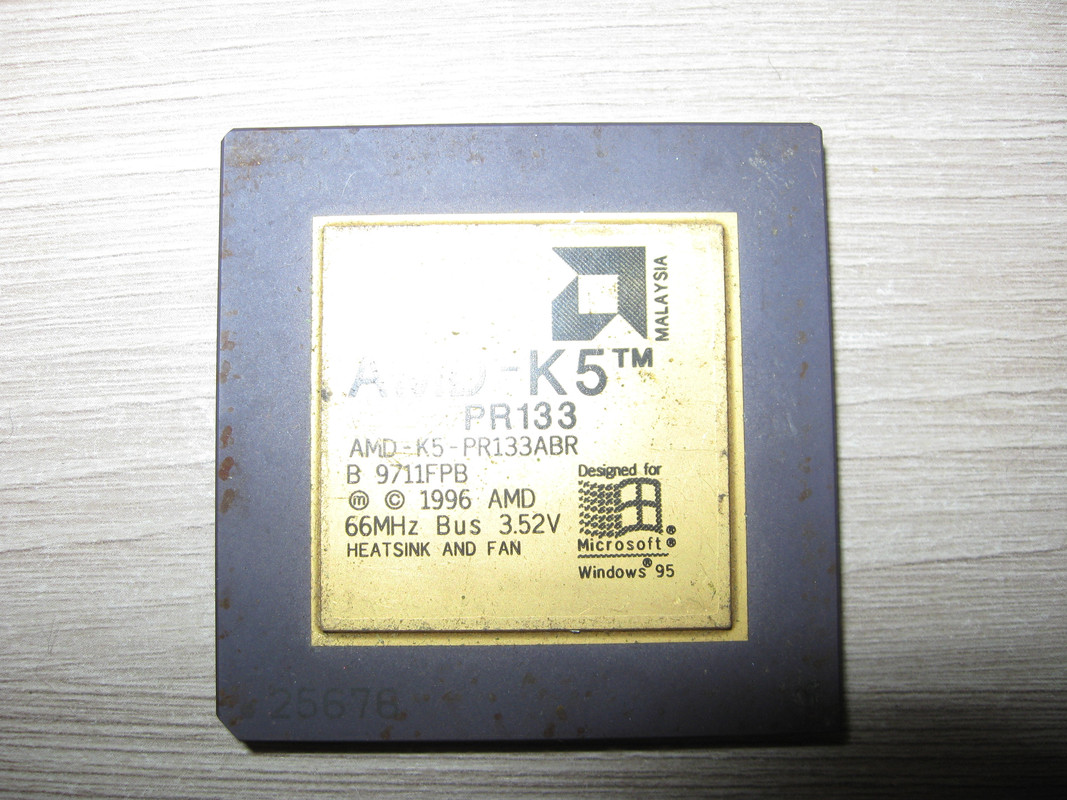 MALAYSIA
AMD-K5™
PR133
AMD-K5-PR133ABR
B 9711FPB
ⓜ © 1996 AMD
66MHz Bus 3.52V
HEATSINK AND FAN
Designed for
Microsoft®
Windows®95
25678